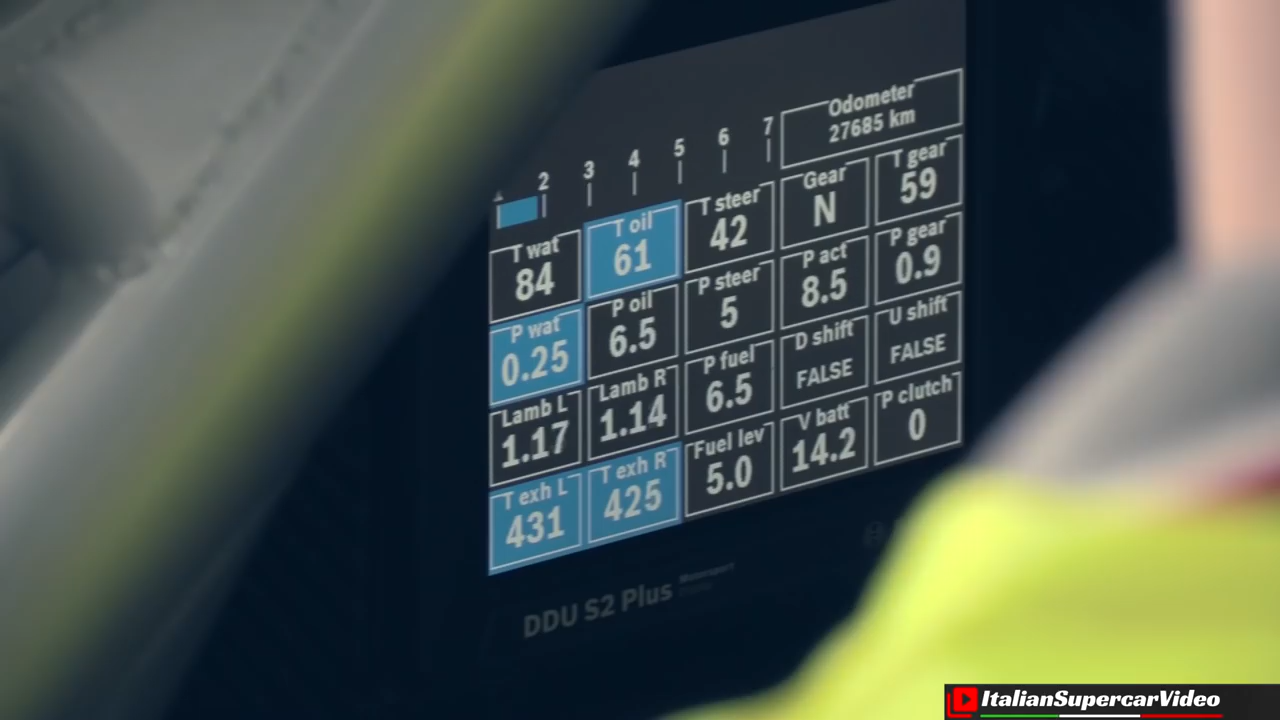 Odometer
27685 km
2 3 4 5 6 7
T wat
84
T oil
61
T steer
42
Gear
N
T gear
59
P wat
0.25
P oil
6.5
P steer
5
P act
8.5
P gear
0.9
Lamb L
1.17
Lamb R
1.14
P fuel
6.5
D shift
FALSE
U shift
FALSE
T exh L
431
T exh R
425
Fuel lev
5.0
V batt
14.2
P clutch
0
DDU S2 Plus
ItalianSupercarVideo